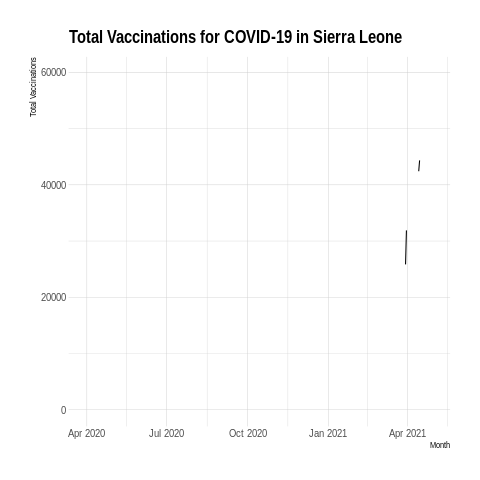 Total Vaccinations for COVID-19 in Sierra Leone
Total Vaccinations
60000
40000
20000
0
Apr 2020 Jul 2020 Oct 2020 Jan 2021 Apr 2021
Month